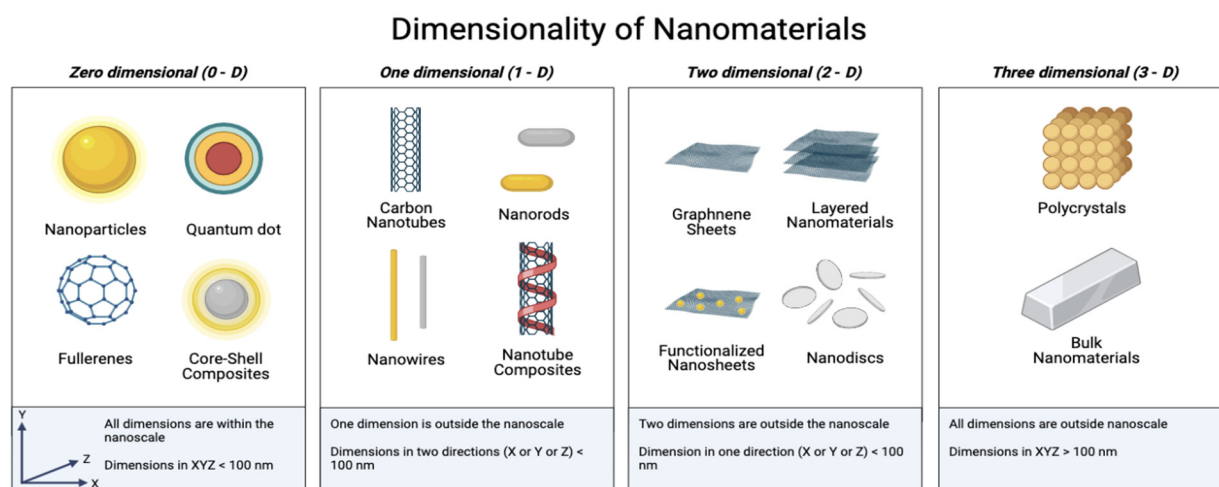 Dimensionality of Nanomaterials
Zero dimensional (0 - D)
One dimensional (1 - D)
Two dimensional (2 - D)
Three dimensional (3 - D)
Nanoparticles
Quantum dot
Fullerenes
Core-Shell
Composites
Carbon
Nanotubes
Nanorods
Nanowires
Nanotube
Composites
Graphnene
Sheets
Layered
Nanomaterials
Functionalized
Nanosheets
Nanodiscs
Polycrystals
Bulk
Nanomaterials
Y
Z
X
All dimensions are within the
nanoscale
Dimensions in XYZ < 100 nm
One dimension is outside the nanoscale
Dimensions in two directions (X or Y or Z) <
100 nm
Two dimensions are outside the nanoscale
Dimension in one direction (X or Y or Z) < 100
nm
All dimensions are outside nanoscale
Dimensions in XYZ > 100 nm